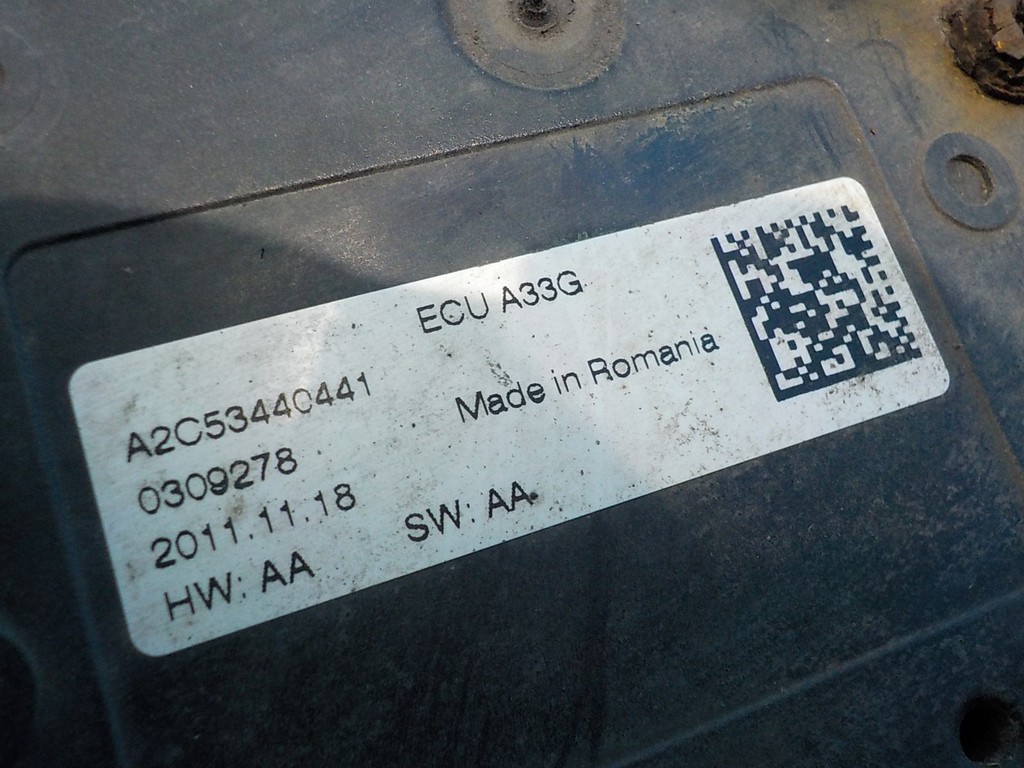 ECU A33G
A2C53440441
Made in Romania
0309278
2011.11.18
HW: AA SW: AA